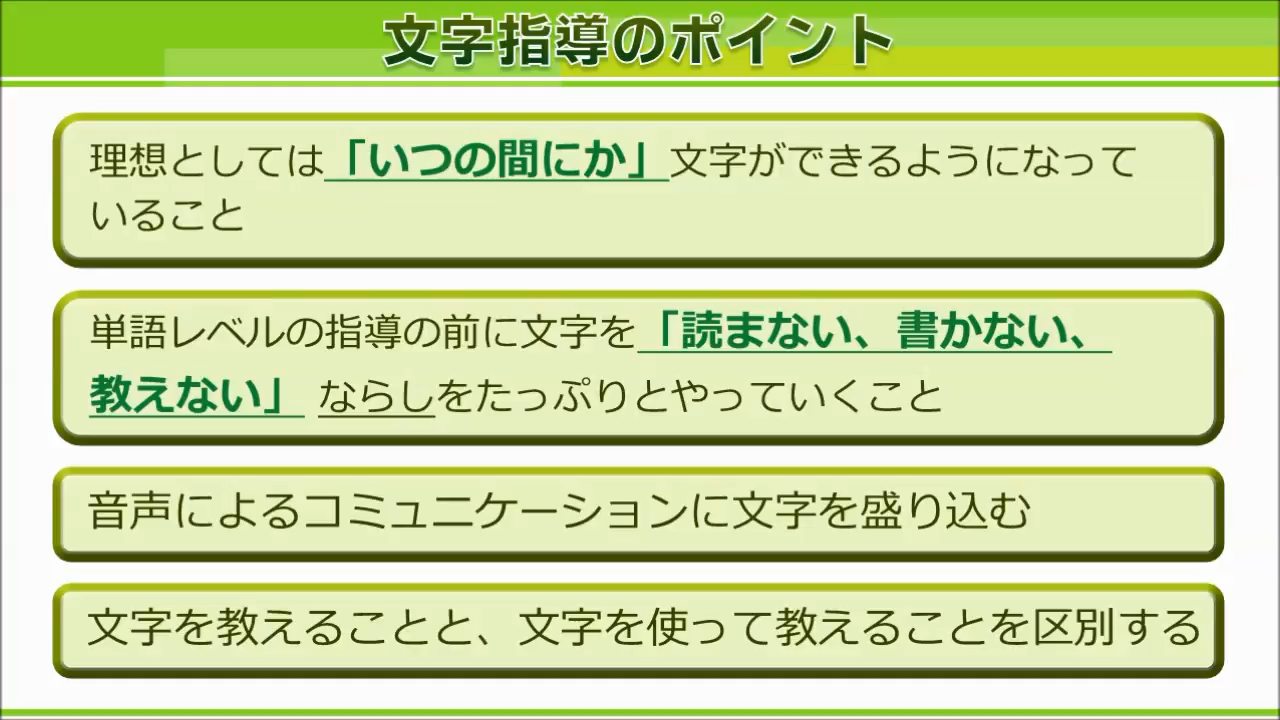 文字指導のポイント
理想としては「いつの間にか」文字ができるようになって
いること
単語レベルの指導の前に文字を「読まない、書かない、
教えない」 ならしをたっぷりとやっていくこと
音声によるコミュニケーションに文字を盛り込む
文字を教えることと、文字を使って教えることを区別する